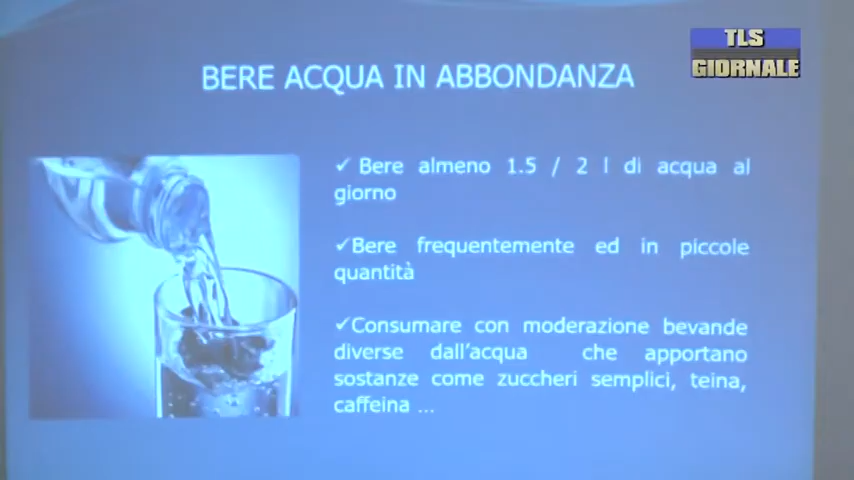 TLS
GIORNALE
BERE ACQUA IN ABBONDANZA
✓ Bere almeno 1.5 / 2 l di acqua al
giorno
✓Bere frequentemente ed in piccole
quantità
✓Consumare con moderazione bevande
diverse dall'acqua che apportano
sostanze come zuccheri semplici, teina,
caffeina ...